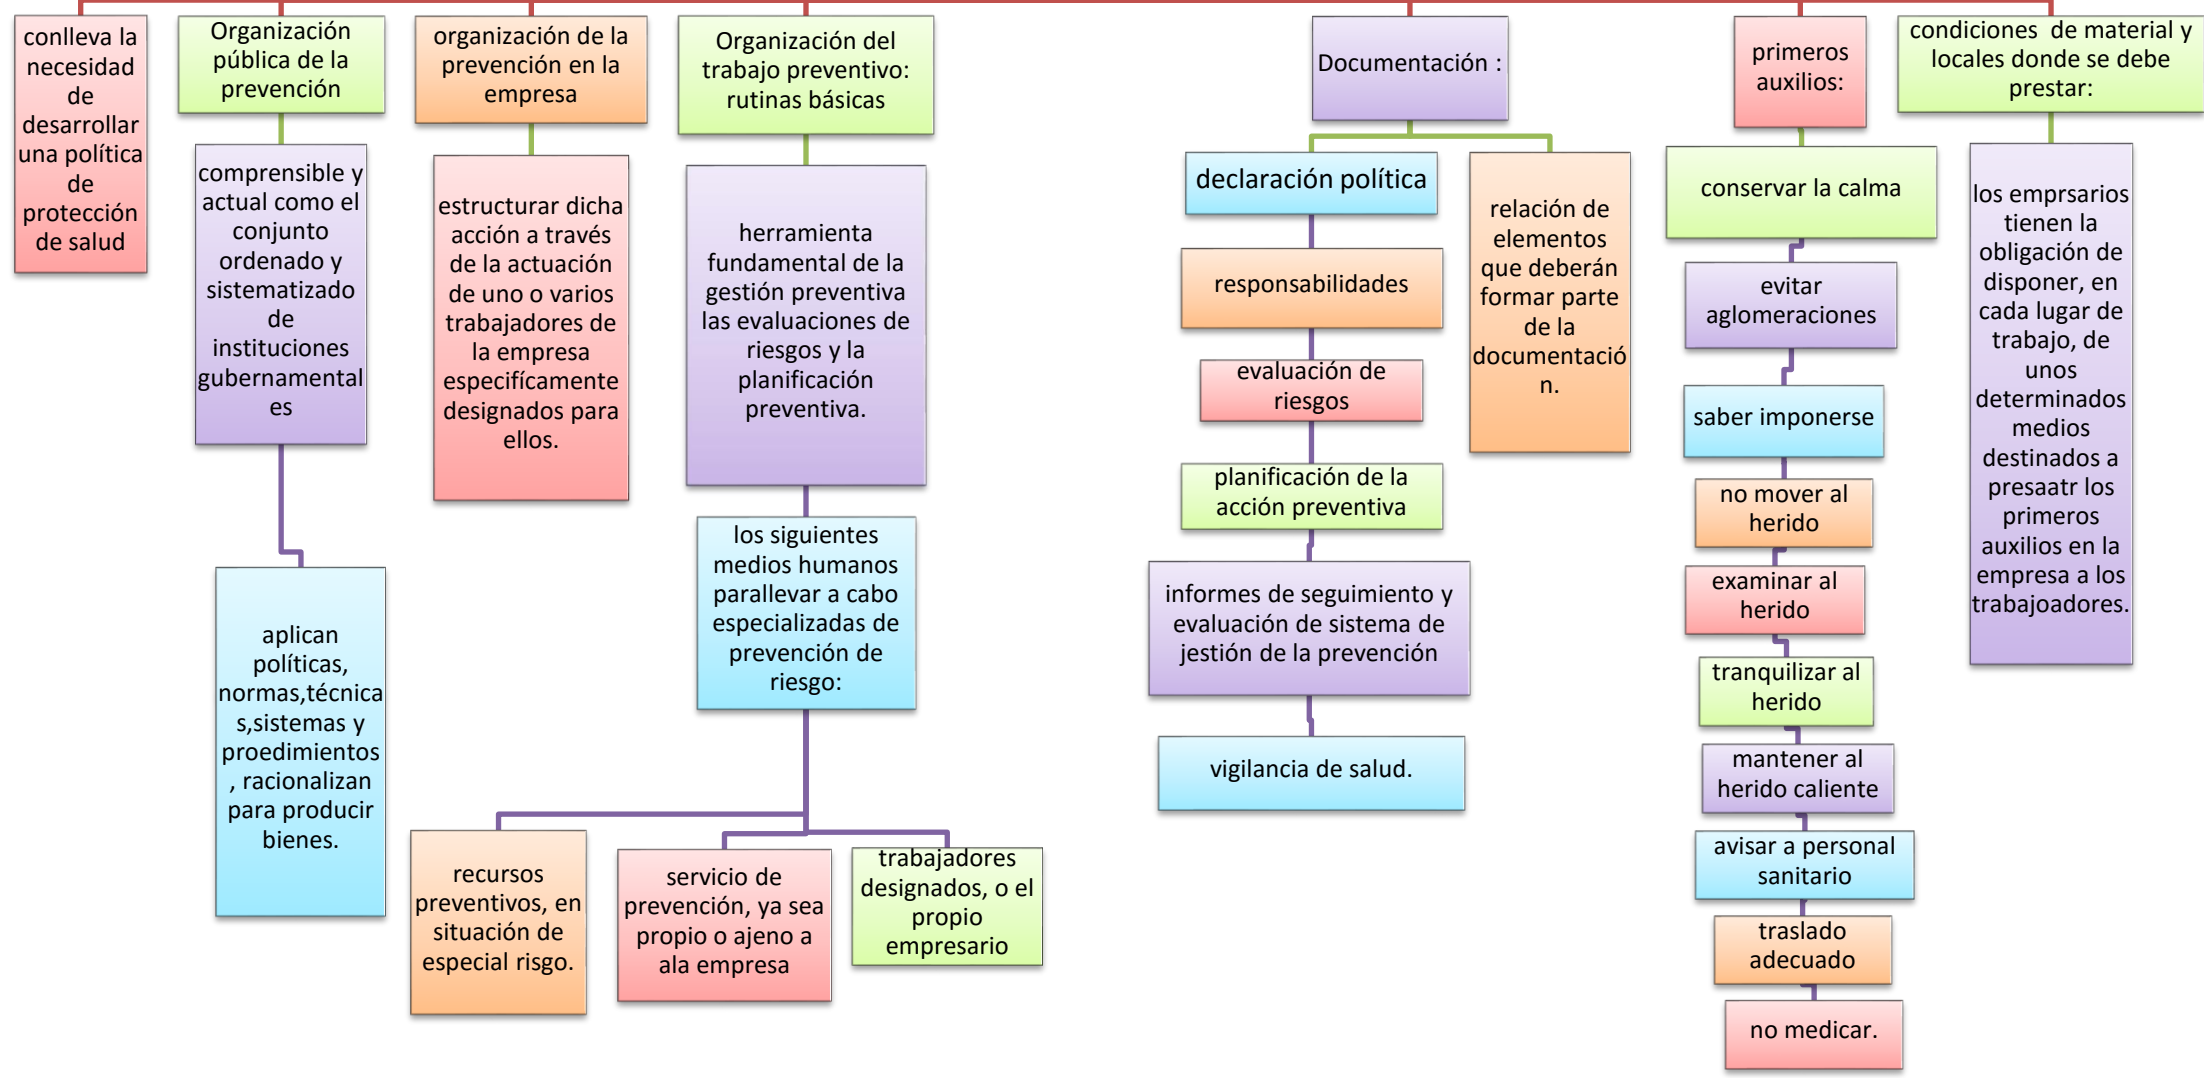 conlleva la
necesidad
de
desarrollar
una política
de
protección
de salud
Organización
pública de la
prevención
comprensible y
actual como el
conjunto
ordenado y
sistematizado
de
instituciones
gubernamental
es
aplican
políticas,
normas,técnica
s,sistemas y
proedimientos
, racionalizan
para producir
bienes.
organización de la
prevención en la
empresa
estructurar dicha
acción a través
de la actuación
de uno o varios
trabajadores de
la empresa
especifícamente
designados para
ellos.
Organización del
trabajo preventivo:
rutinas básicas
herramienta
fundamental de la
gestión preventiva
las evaluaciones de
riesgos y la
planificación
preventiva.
los siguientes
medios humanos
parallevar a cabo
especializadas de
prevención de
riesgo:
recursos
preventivos, en
situación de
especial risgo.
servicio de
prevención, ya sea
propio o ajeno a
ala empresa
trabajadores
designados, o el
propio
empresario
Documentación :
declaración política
responsabilidades
evaluación de
riesgos
planificación de la
acción preventiva
informes de seguimiento y
evaluación de sistema de
jestión de la prevención
vigilancia de salud.
relación de
elementos
que deberán
formar parte
de la
documentació
n.
primeros
auxilios:
conservar la calma
evitar
aglomeraciones
saber imponerse
no mover al
herido
examinar al
herido
tranquilizar al
herido
mantener al
herido caliente
avisar a personal
sanitario
traslado
adecuado
no medicar.
condiciones  de material y
locales donde se debe
prestar:
los emprsarios
tienen la
obligación de
disponer, en
cada lugar de
trabajo, de
unos
determinados
medios
destinados a
presaatr los
primeros
auxilios en la
empresa a los
trabajoadores.